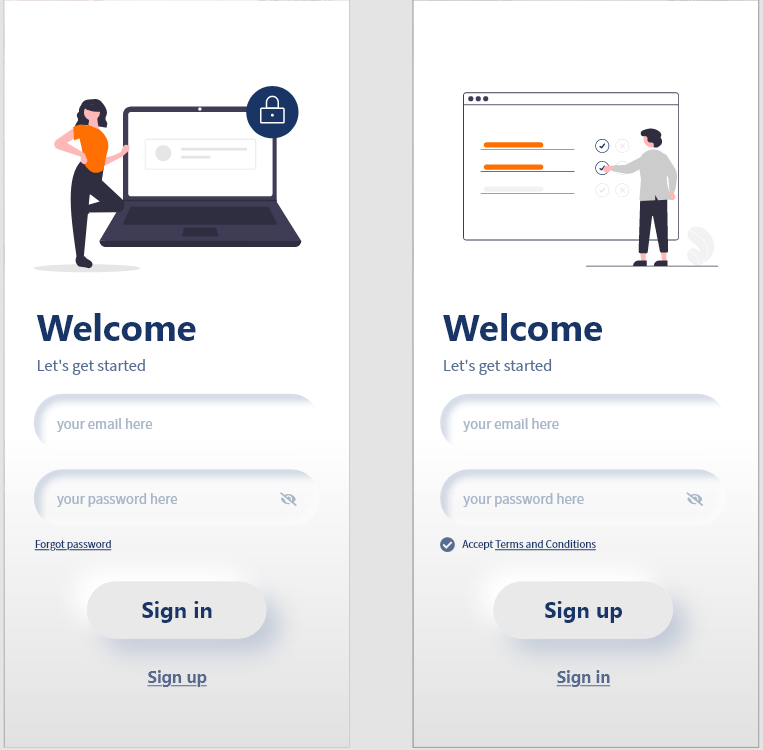 Welcome
Let's get started
your email here
your password here
Forgot password
Sign in
Sign up
Welcome
Let's get started
your email here
your password here
Accept Terms and Conditions
Sign up
Sign in